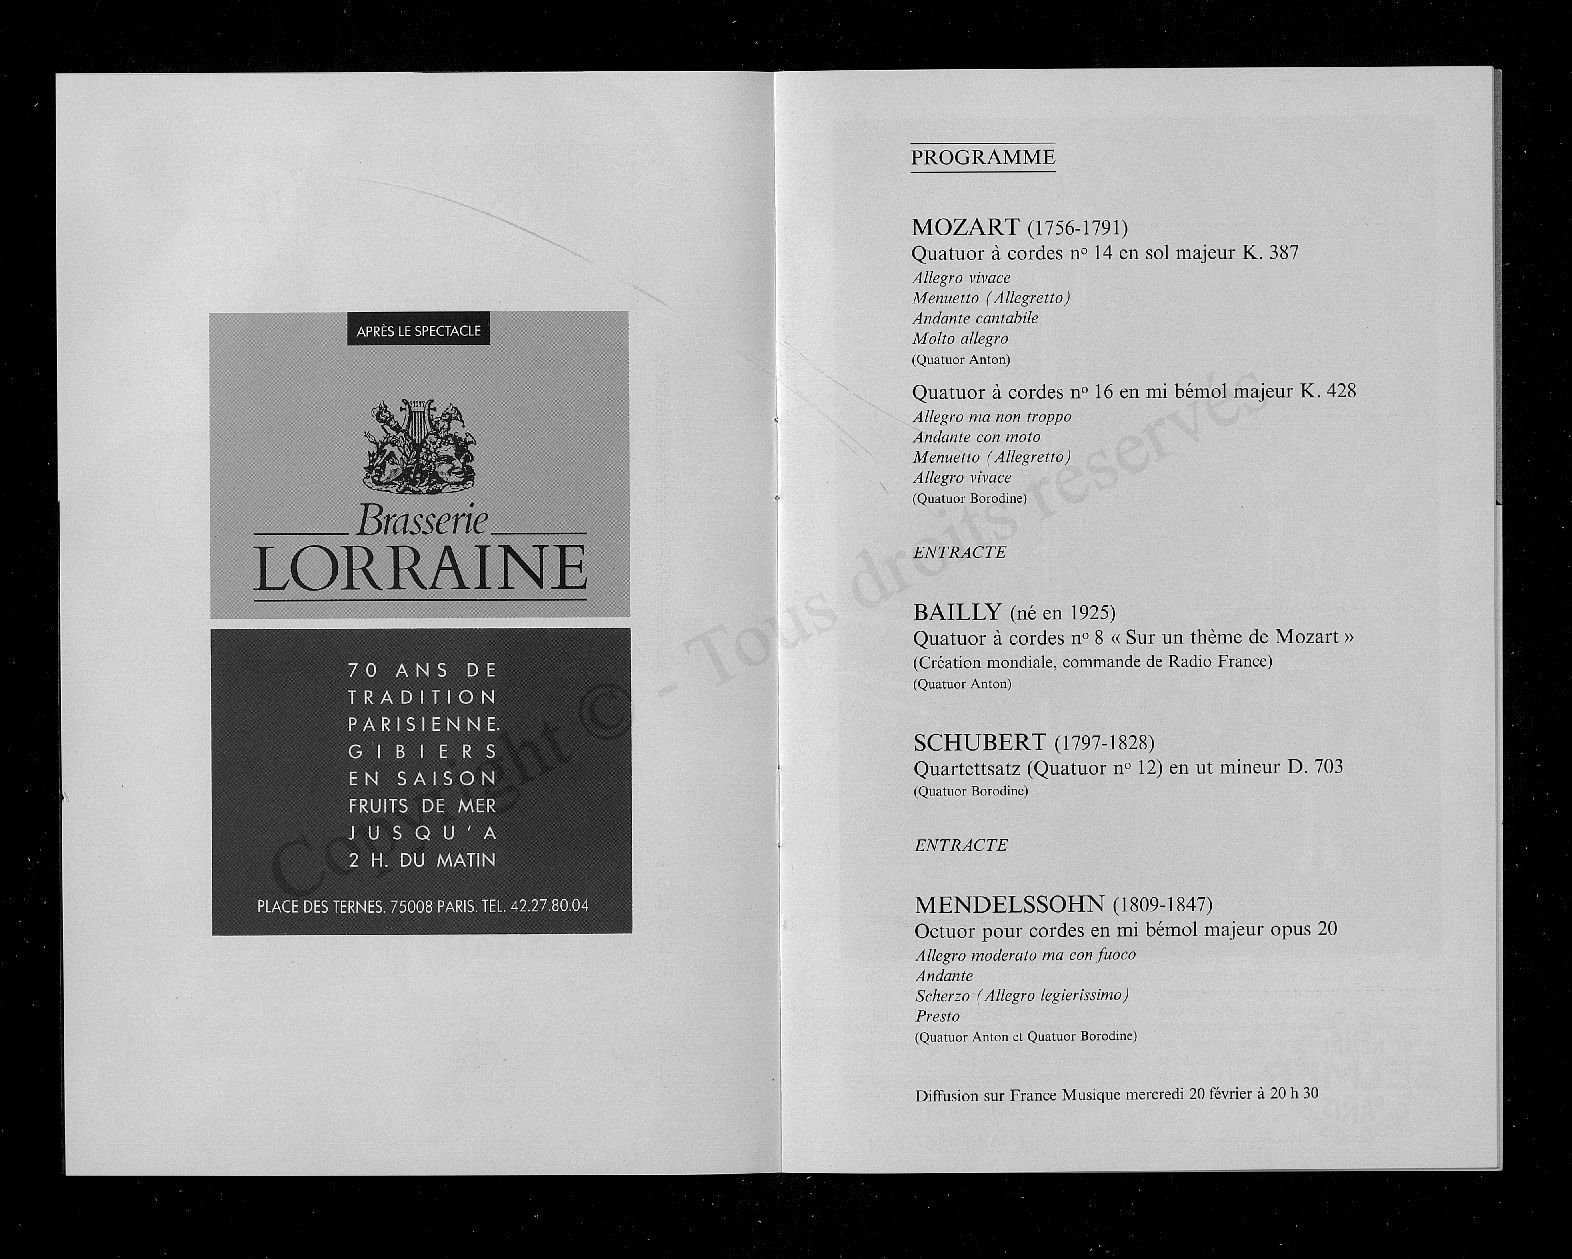 APRÈS LE SPECTACLE
Brasserie
LORRAINE
70 ANS DE
TRADITION
PARISIENNE.
GIBIERS
EN SAISON
FRUITS DE MER
JUSQU'A
2 H. DU MATIN
PLACE DES TERNES. 75008 PARIS. TEL. 42.27.80.04
PROGRAMME
MOZART (1756-1791)
Quatuor à cordes nº 14 en sol majeur K. 387
Allegro vivace
Menuetto (Allegretto)
Andante cantabile
Molto allegro
(Quatuor Anton)
Quatuor à cordes nº 16 en mi bémol majeur K. 428
Allegro ma non troppo
Andante con moto
Menuetto (Allegretto)
Allegro vivace
(Quatuor Borodine)
ENTRACTE
BAILLY (né en 1925)
Quatuor à cordes nº 8 « Sur un thème de Mozart »
(Création mondiale, commande de Radio France)
(Quatuor Anton)
SCHUBERT (1797-1828)
Quartettsatz (Quatuor nº 12) en ut mineur D. 703
(Quatuor Borodine)
ENTRACTE
MENDELSSOHN (1809-1847)
Octuor pour cordes en mi bémol majeur opus 20
Allegro moderato ma con fuoco
Andante
Scherzo (Allegro legierissimo)
Presto
(Quatuor Anton et Quatuor Borodine)
Diffusion sur France Musique mercredi 20 février à 20 h 30
Copyright © - Tous droits réservés